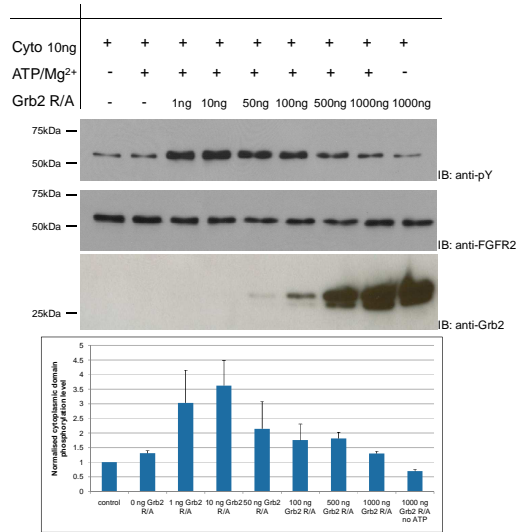 Cyto 10ng + + + + + + + + +
ATP/Mg2+ - + + + + + + + -
Grb2 R/A - - 1ng 10ng 50ng 100ng 500ng 1000ng 1000ng
75kDa
50kDa
IB: anti-pY
75kDa
50kDa
IB: anti-FGFR2
25kDa
IB: anti-Grb2
Normalised cytoplasmic domain
phosphorylation level
5
4.5
4
3.5
3
2.5
2
1.5
1
0.5
0
control 0 ng Grb2 1 ng Grb2 10 ng Grb2 50 ng Grb2 100 ng 500 ng 1000 ng 1000 ng
R/A R/A R/A R/A Grb2 R/A Grb2 R/A Grb2 R/A Grb2 R/A
no ATP